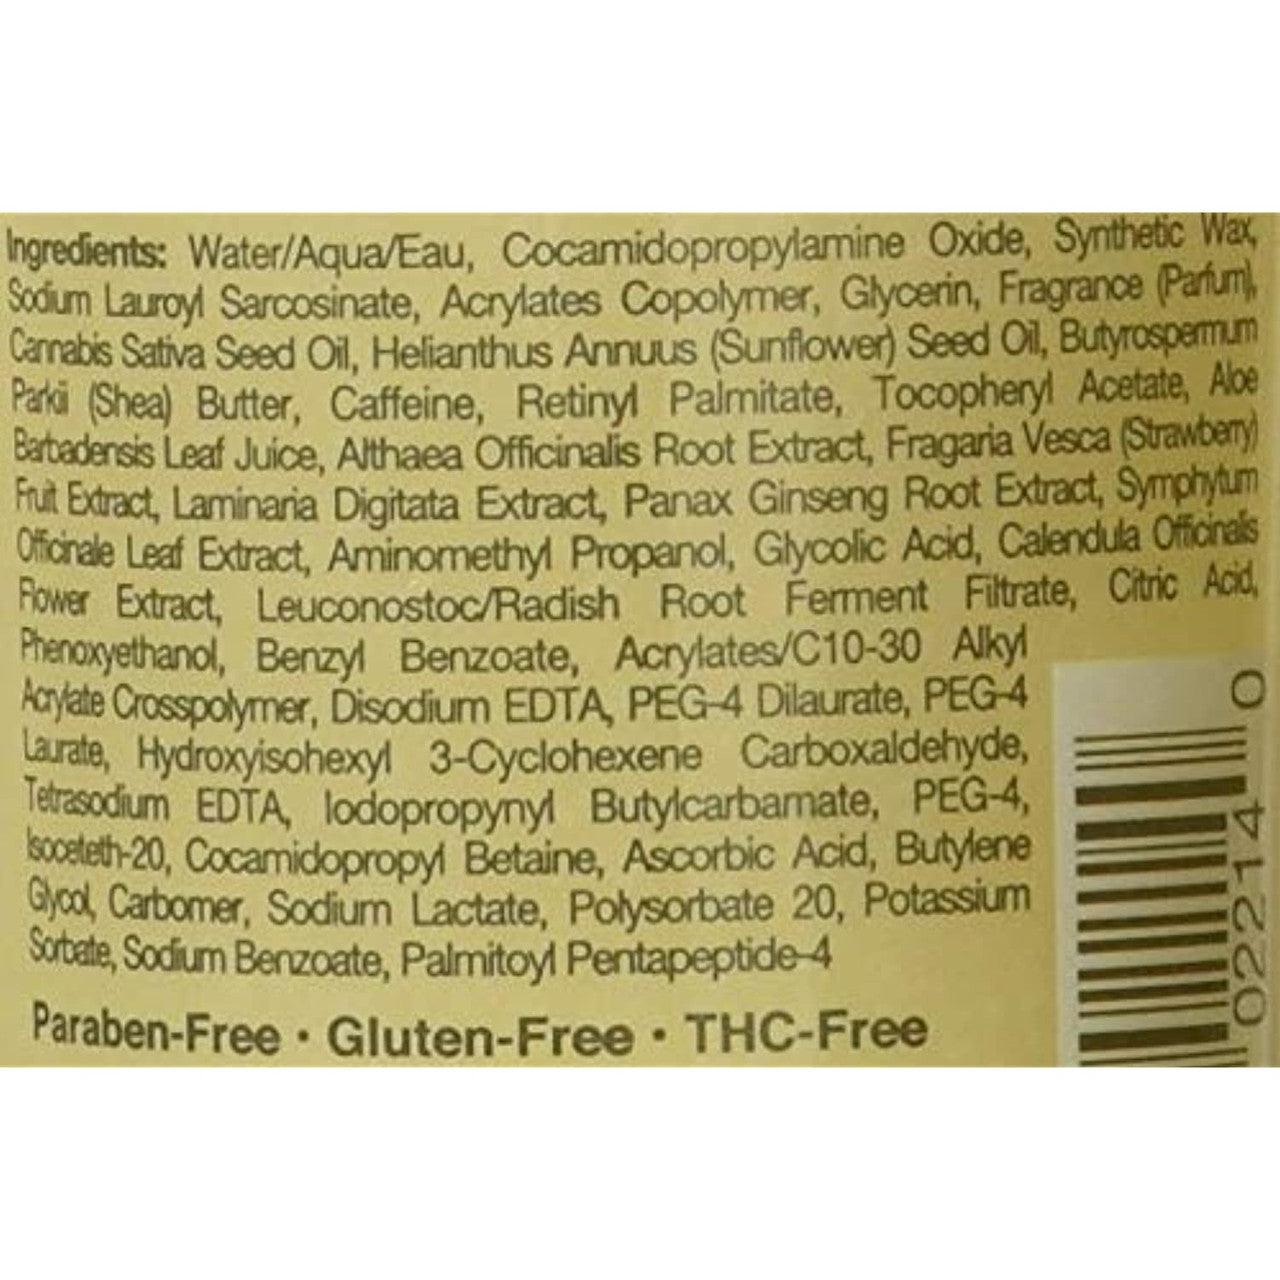 Ingredients: Water/Aqua/Eau, Cocamidopropylamine Oxide, Synthetic Wax,
Sodium Lauroyl Sarcosinate, Acrylates Copolymer, Glycerin, Fragrance (Parfum),
Cannabis Sativa Seed Oil, Helianthus Annuus (Sunflower) Seed Oil, Butyrospermum
Parkii (Shea) Butter, Caffeine, Retinyl Palmitate, Tocopheryl Acetate, Aloe
Barbadensis Leaf Juice, Althaea Officinalis Root Extract, Fragaria Vesca (Strawberry)
Fruit Extract, Laminaria Digitata Extract, Panax Ginseng Root Extract, Symphytum
Officinale Leaf Extract, Aminomethyl Propanol, Glycolic Acid, Calendula Officinalis
Flower Extract, Leuconostoc/Radish Root Ferment Filtrate, Citric Acid,
Phenoxyethanol, Benzyl Benzoate, Acrylates/C10-30 Alkyl
Acrylate Crosspolymer, Disodium EDTA, PEG-4 Dilaurate, PEG-4
Laurate, Hydroxyisohexyl 3-Cyclohexene Carboxaldehyde,
Tetrasodium EDTA, Iodopropynyl Butylcarbamate, PEG-4,
Isoceteth-20, Cocamidopropyl Betaine, Ascorbic Acid, Butylene
Glycol, Carbomer, Sodium Lactate, Polysorbate 20, Potassium
Sorbate, Sodium Benzoate, Palmitoyl Pentapeptide-4
Paraben-Free • Gluten-Free • THC-Free
02214 0